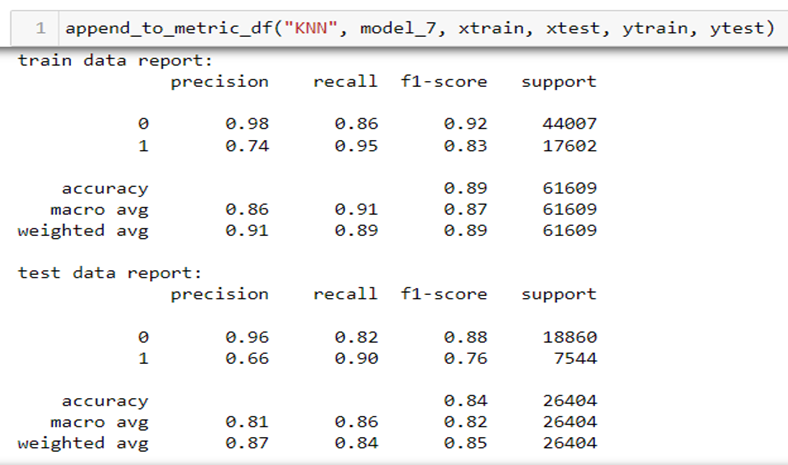 1 append_to_metric_df("KNN", model_7, xtrain, xtest, ytrain, ytest)
train data report:
precision recall f1-score support
0 0.98 0.86 0.92 44007
1 0.74 0.95 0.83 17602
accuracy 0.89 61609
macro avg 0.86 0.91 0.87 61609
weighted avg 0.91 0.89 0.89 61609
test data report:
precision recall f1-score support
0 0.96 0.82 0.88 18860
1 0.66 0.90 0.76 7544
accuracy 0.84 26404
macro avg 0.81 0.86 0.82 26404
weighted avg 0.87 0.84 0.85 26404